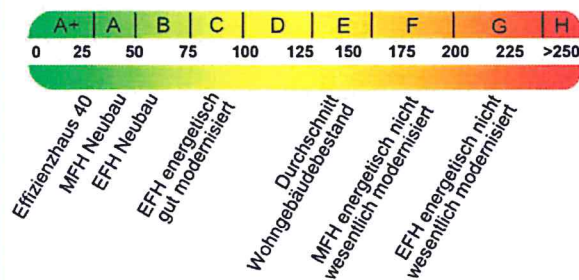 A+ A B C D E F G H
0 25 50 75 100 125 150 175 200 225 >250
Effizienzhaus 40
MFH Neubau
EFH Neubau
EFH energetisch
gut modernisiert
Durchschnitt
Wohngebäudebestand
MFH energetisch nicht
wesentlich modernisiert
EFH energetisch nicht
wesentlich modernisiert